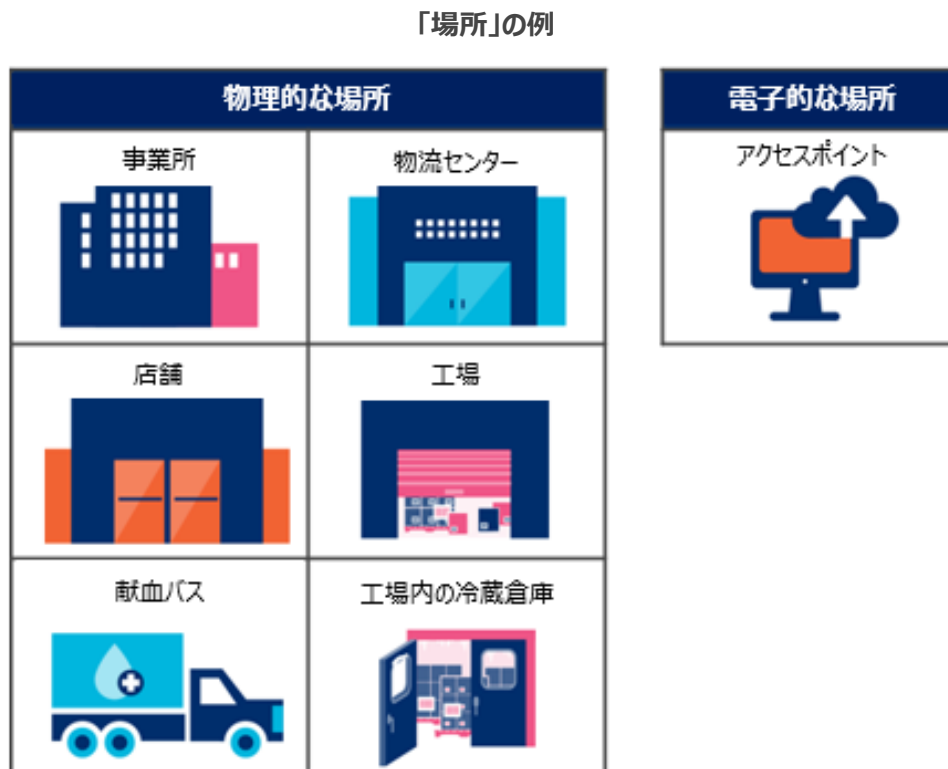 「場所」の例
物理的な場所
電子的な場所
事業所
物流センター
アクセスポイント
店舗
工場
献血バス
工場内の冷蔵倉庫